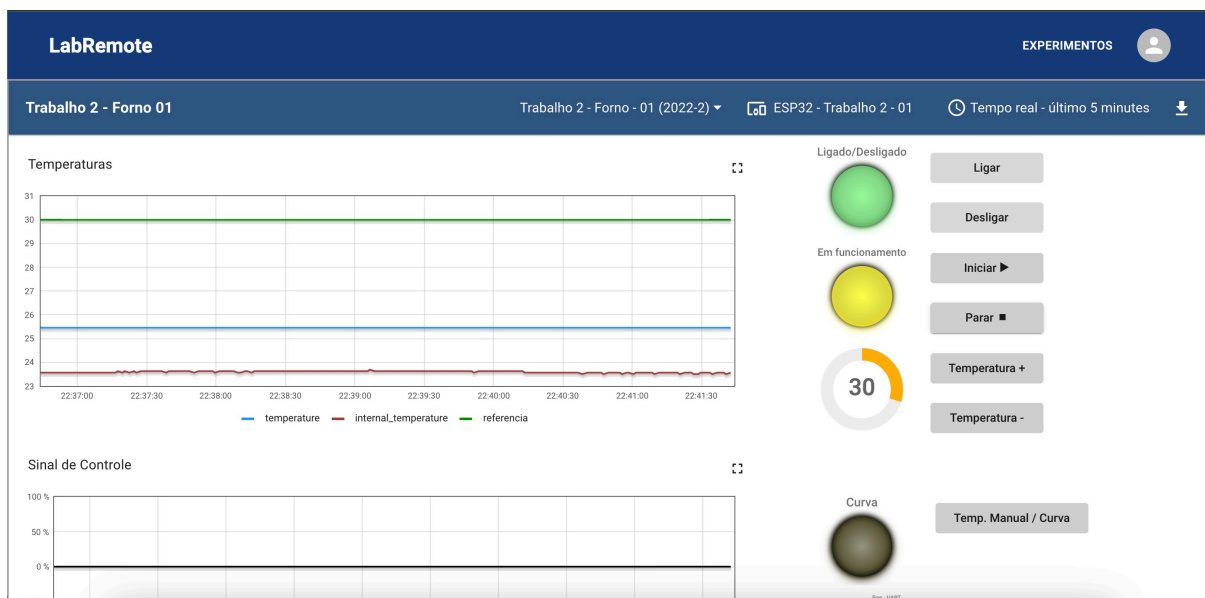 LabRemote
EXPERIMENTOS
Trabalho 2 - Forno 01
Trabalho 2 - Forno - 01 (2022-2)
ESP32 - Trabalho 2 - 01
Tempo real - último 5 minutes
Temperaturas
31
30
29
28
27
26
25
24
23
22:37:00
22:37:30
22:38:00
22:38:30
22:39:00
22:39:30
22:40:00
22:40:30
22:41:00
22:41:30
temperature
internal_temperature
referencia
Ligado/Desligado
Ligar
Desligar
Em funcionamento
Iniciar
Parar
30
Temperatura +
Temperatura -
Sinal de Controle
100 %
50 %
0 %
Curva
Temp. Manual / Curva